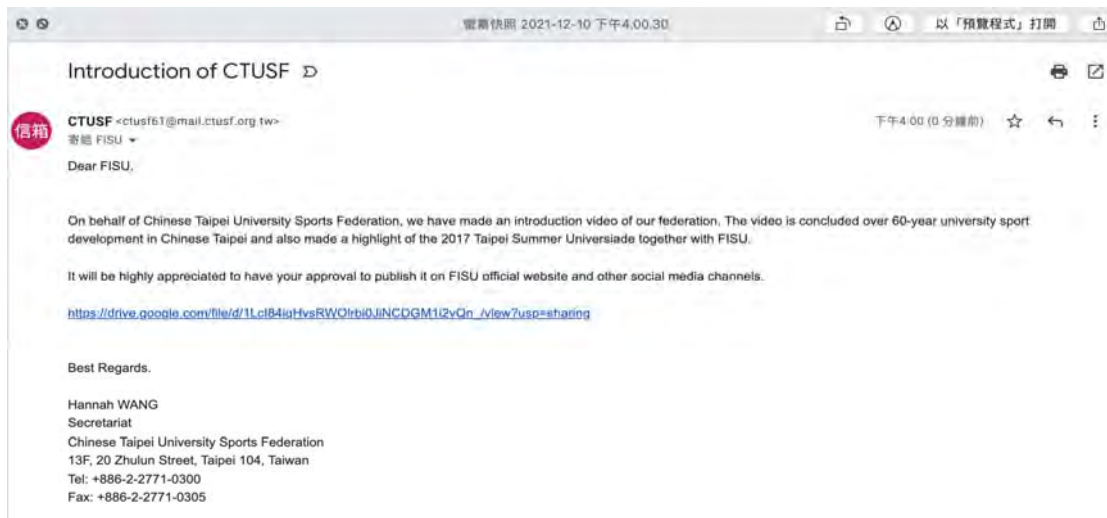 螢幕快照 2021-12-10 下午4.00.30
以「預覽程式」打開
Introduction of CTUSF
信箱
CTUSF <ctusf61@mail.ctusf.org.tw>
下午4:00 (0 分鐘前)
寄給 FISU
Dear FISU,
On behalf of Chinese Taipei University Sports Federation, we have made an introduction video of our federation. The video is concluded over 60-year university sport
development in Chinese Taipei and also made a highlight of the 2017 Taipei Summer Universiade together with FISU.
It will be highly appreciated to have your approval to publish it on FISU official website and other social media channels.
Best Regards.
Hannah WANG
Secretariat
Chinese Taipei University Sports Federation
13F, 20 Zhulun Street, Taipei 104, Taiwan
Tel: +886-2-2771-0300
Fax: +886-2-2771-0305